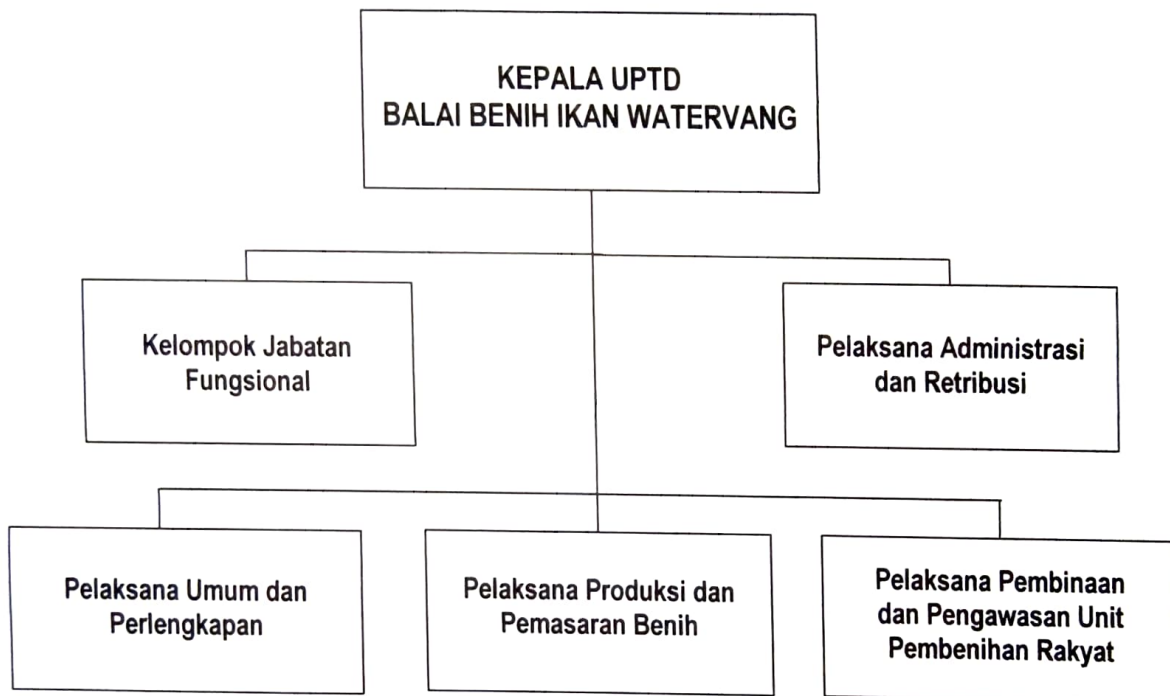 KEPALA UPTD
BALAI BENIH IKAN WATERVANG
Kelompok Jabatan
Fungsional
Pelaksana Administrasi
dan Retribusi
Pelaksana Umum dan
Perlengkapan
Pelaksana Produksi dan
Pemasaran Benih
Pelaksana Pembinaan
dan Pengawasan Unit
Pembenihan Rakyat